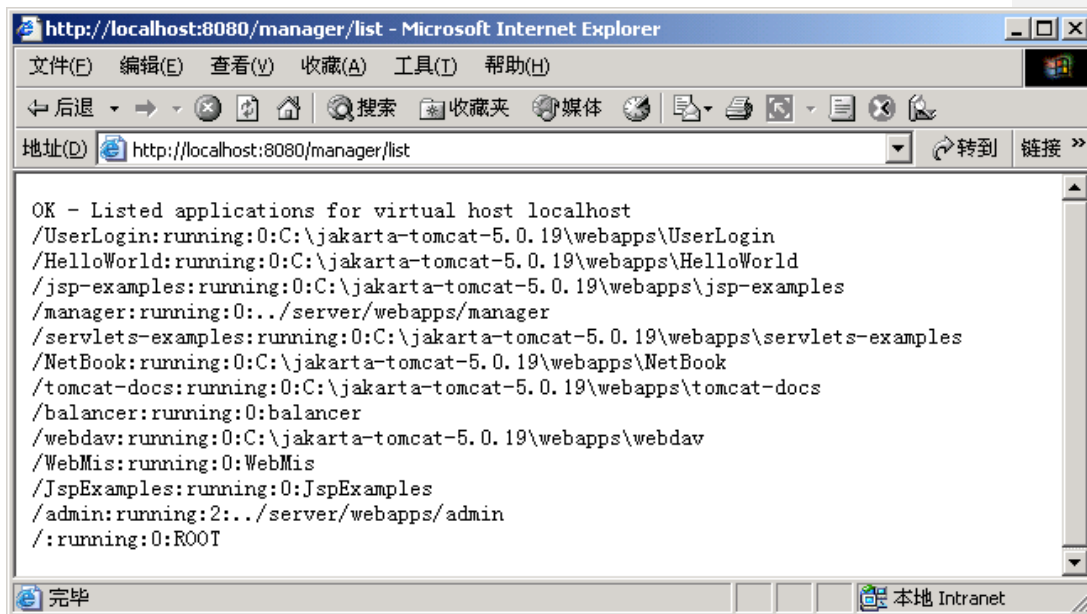 http://localhost:8080/manager/list - Microsoft Internet Explorer
文件(F) 编辑(E) 查看(V) 收藏(A) 工具(T) 帮助(H)
后退 搜索 收藏夹 媒体
地址(D) http://localhost:8080/manager/list 转到 链接 »
OK - Listed applications for virtual host localhost
/UserLogin:running:0:C:\jakarta-tomcat-5.0.19\webapps\UserLogin
/HelloWorld:running:0:C:\jakarta-tomcat-5.0.19\webapps\HelloWorld
/jsp-examples:running:0:C:\jakarta-tomcat-5.0.19\webapps\jsp-examples
/manager:running:0:../server/webapps/manager
/servlets-examples:running:0:C:\jakarta-tomcat-5.0.19\webapps\servlets-examples
/NetBook:running:0:C:\jakarta-tomcat-5.0.19\webapps\NetBook
/tomcat-docs:running:0:C:\jakarta-tomcat-5.0.19\webapps\tomcat-docs
/balancer:running:0:balancer
/webdav:running:0:C:\jakarta-tomcat-5.0.19\webapps\webdav
/WebMis:running:0:WebMis
/JspExamples:running:0:JspExamples
/admin:running:2:../server/webapps/admin
/:running:0:ROOT
完毕 本地 Intranet